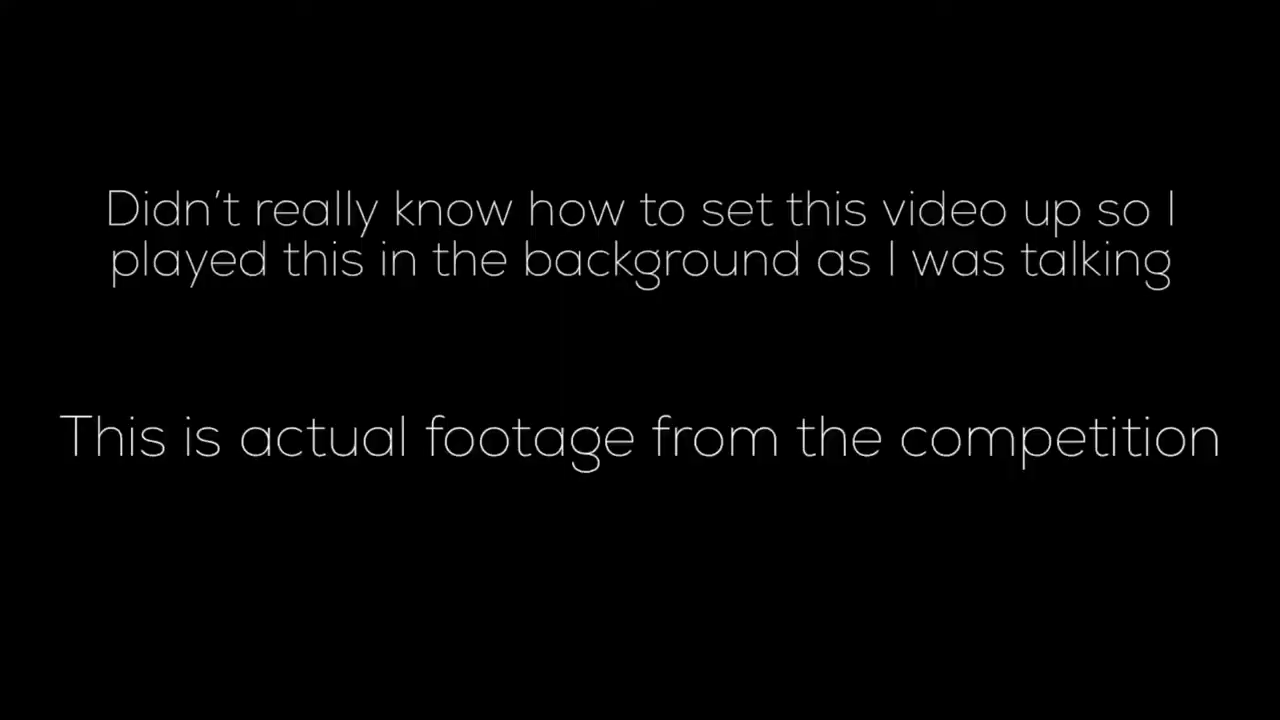 Didn't really know how to set this video up so I
played this in the background as I was talking
This is actual footage from the competition